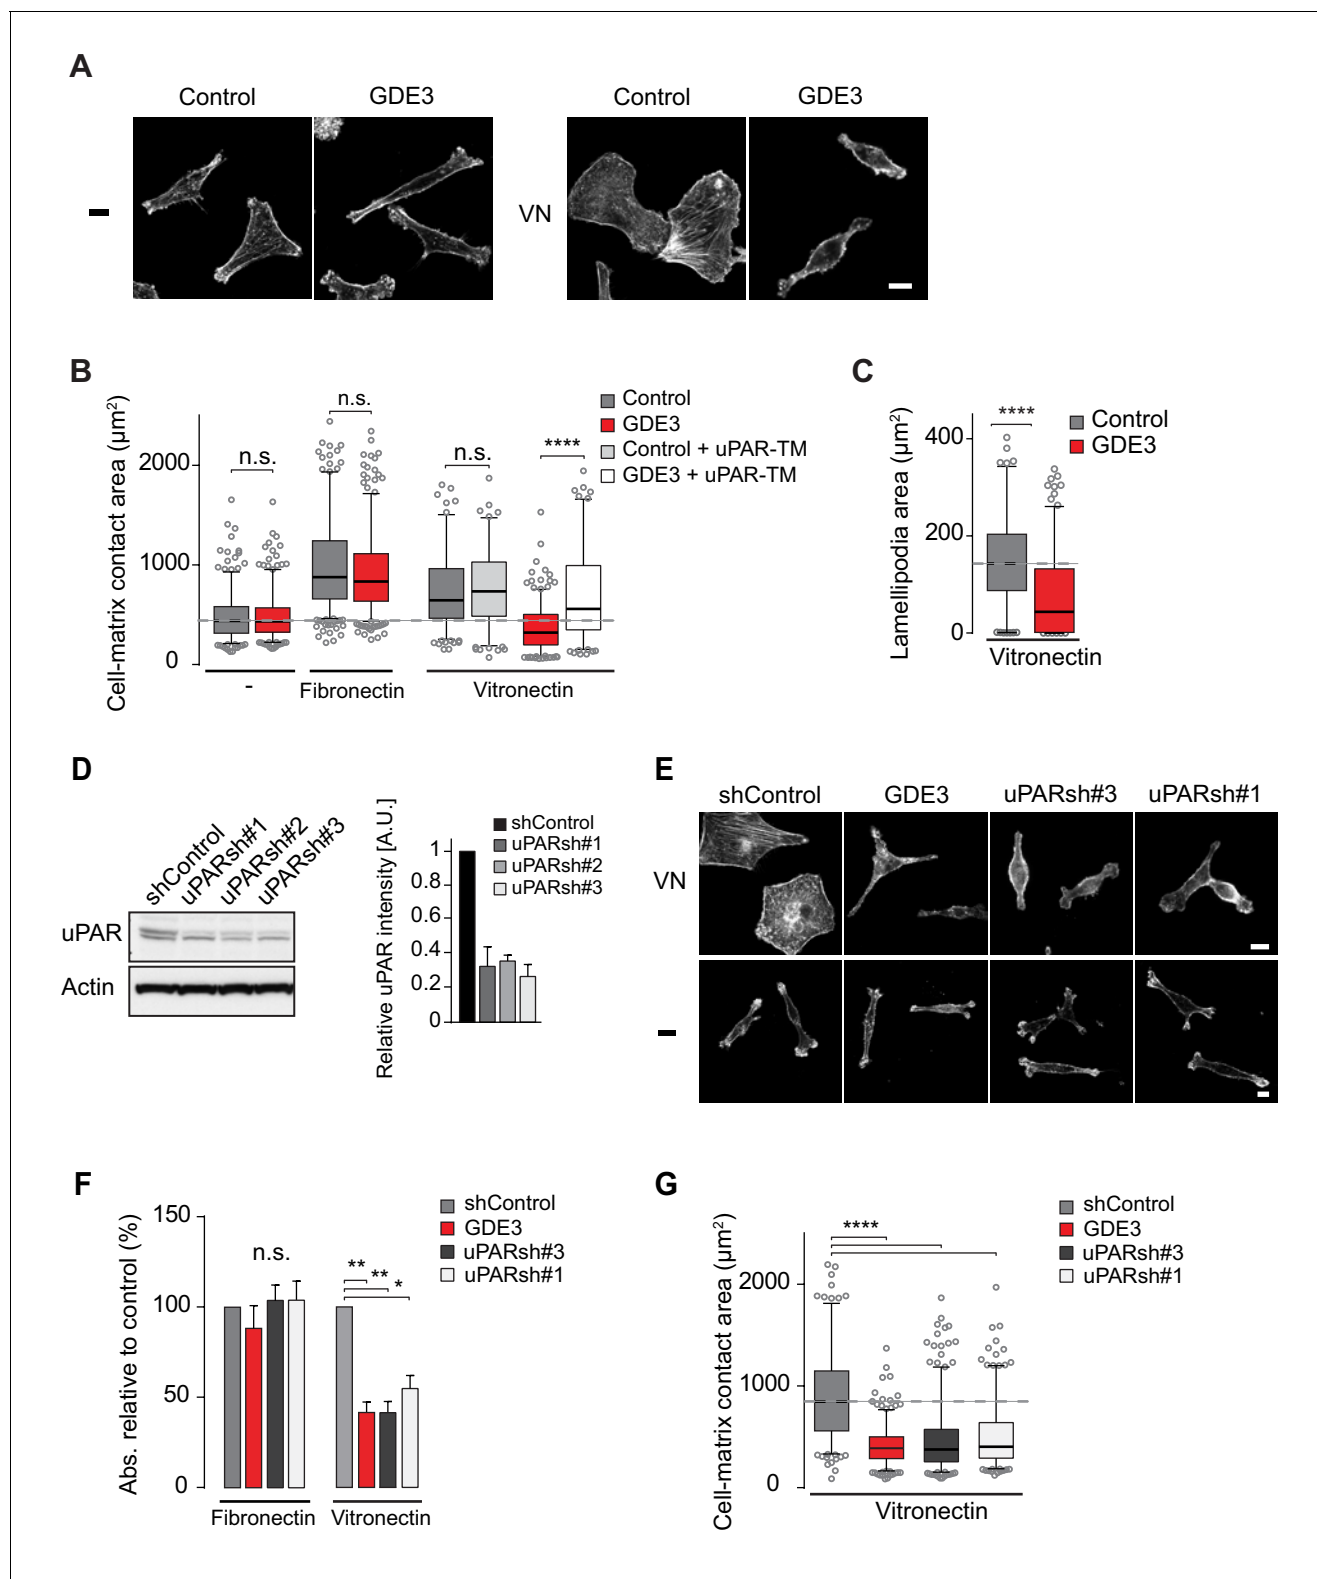 A
Control
GDE3
Control
GDE3
-
VN
B
Cell-matrix contact area (µm²)
2000
1000
0
n.s.
n.s.
n.s.
****
Control
GDE3
Control + uPAR-TM
GDE3 + uPAR-TM
-
Fibronectin
Vitronectin
C
Lamellipodia area (µm²)
400
200
0
****
Control
GDE3
Vitronectin
D
shControl
uPARsh#1
uPARsh#2
uPARsh#3
uPAR
Actin
Relative uPAR intensity [A.U.]
1
0.8
0.6
0.4
0.2
0
shControl
uPARsh#1
uPARsh#2
uPARsh#3
E
shControl
GDE3
uPARsh#3
uPARsh#1
VN
-
F
Abs. relative to control (%)
150
100
50
0
n.s.
**
**
*
shControl
GDE3
uPARsh#3
uPARsh#1
Fibronectin
Vitronectin
G
Cell-matrix contact area (µm²)
2000
1000
0
****
shControl
GDE3
uPARsh#3
uPARsh#1
Vitronectin